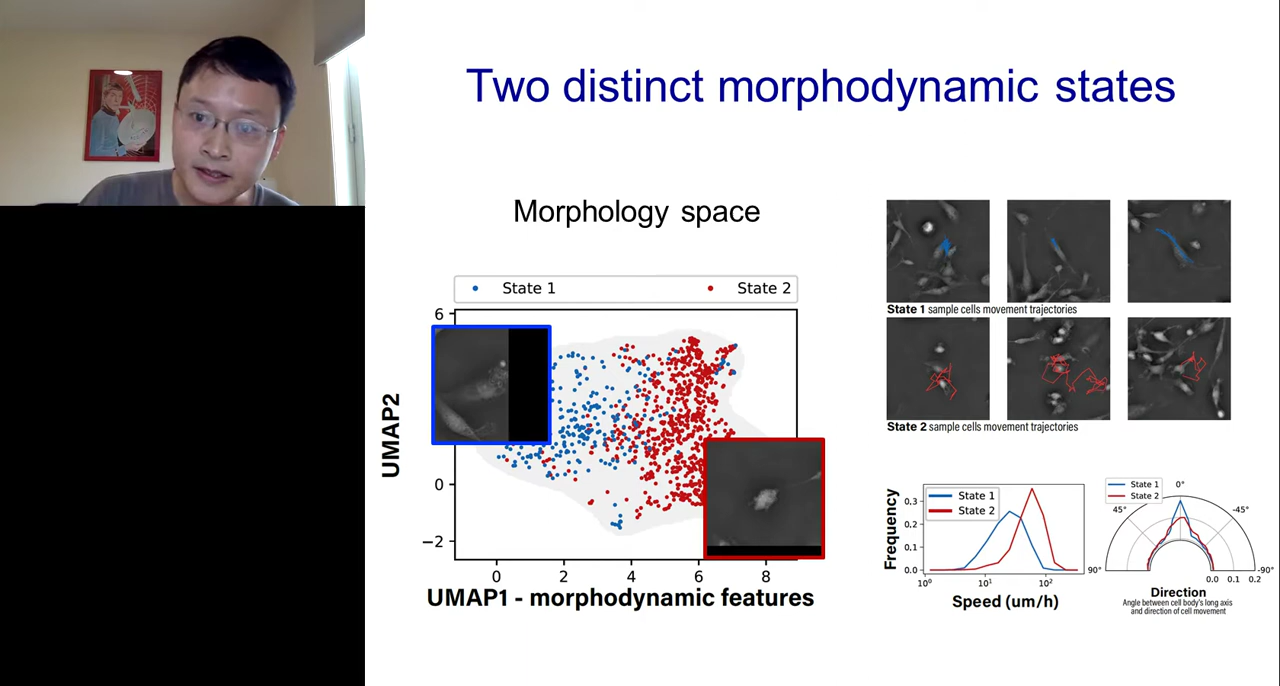 Two distinct morphodynamic states
Morphology space
State 1
State 2
6
0
−2
UMAP2
0
2
4
6
8
UMAP1 - morphodynamic features
State 1 sample cells movement trajectories
State 2 sample cells movement trajectories
State 1
State 2
Frequency
0.3
0.2
0.1
0.0
10⁰
10¹
10²
Speed (um/h)
State 1
State 2
0°
45°
-45°
90°
-90°
0.0 0.1 0.2
Direction
Angle between cell body's long axis
and direction of cell movement